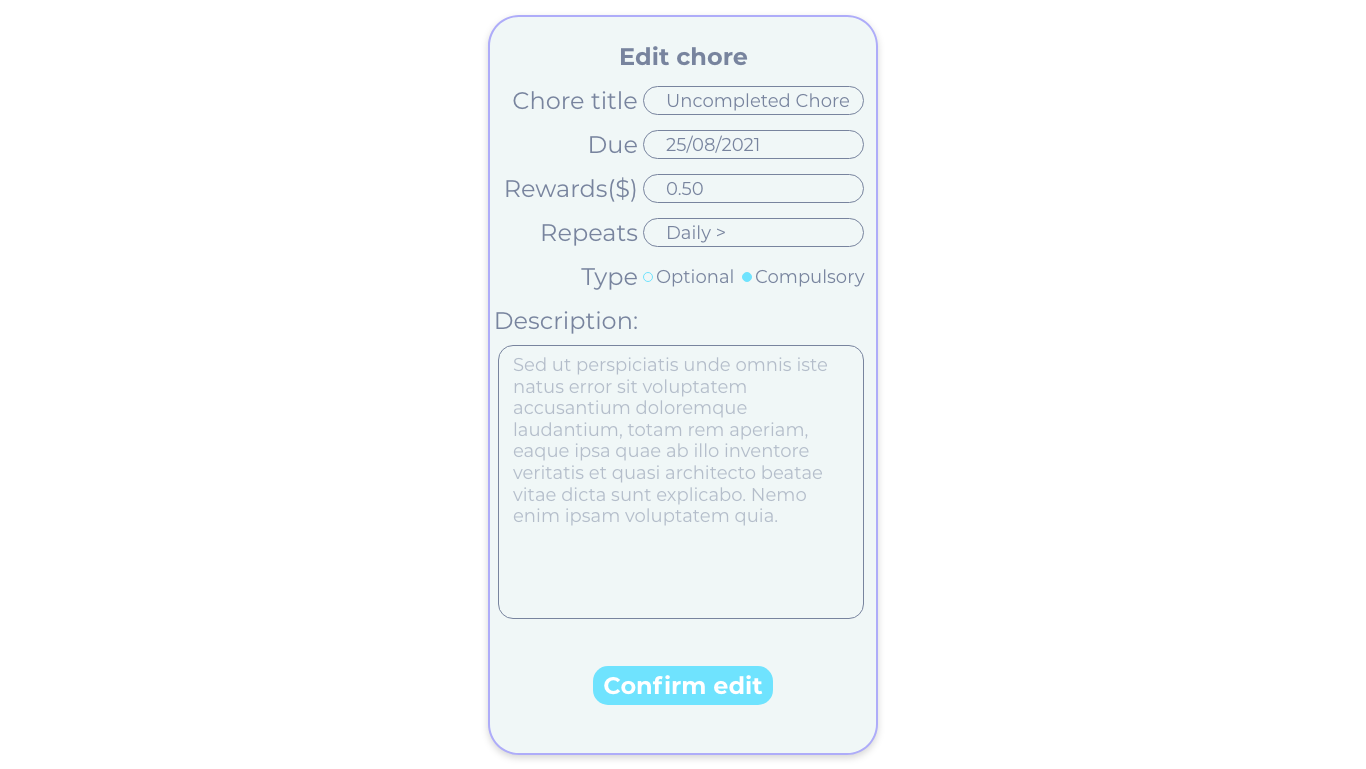 Edit chore
Chore title Uncompleted Chore
Due 25/08/2021
Rewards($) 0.50
Repeats Daily >
Type Optional Compulsory
Description:
Sed ut perspiciatis unde omnis iste
natus error sit voluptatem
accusantium doloremque
laudantium, totam rem aperiam,
eaque ipsa quae ab illo inventore
veritatis et quasi architecto beatae
vitae dicta sunt explicabo. Nemo
enim ipsam voluptatem quia.
Confirm edit